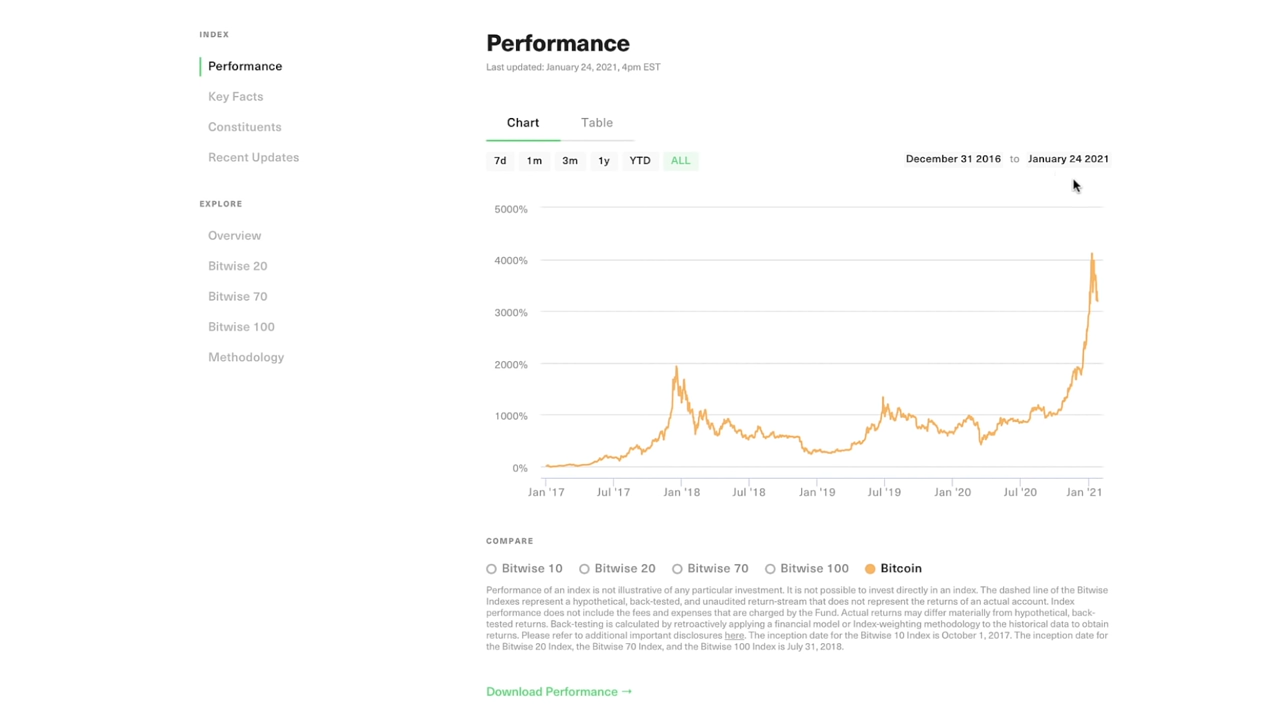 INDEX
Performance
Key Facts
Constituents
Recent Updates
EXPLORE
Overview
Bitwise 20
Bitwise 70
Bitwise 100
Methodology
Performance
Last updated: January 24, 2021, 4pm EST
Chart Table
7d 1m 3m 1y YTD ALL
December 31 2016 to January 24 2021
5000%
4000%
3000%
2000%
1000%
0%
Jan '17 Jul '17 Jan '18 Jul '18 Jan '19 Jul '19 Jan '20 Jul '20 Jan '21
COMPARE
Bitwise 10 Bitwise 20 Bitwise 70 Bitwise 100 Bitcoin
Performance of an index is not illustrative of any particular investment. It is not possible to invest directly in an index. The dashed line of the Bitwise
Indexes represent a hypothetical, back-tested, and unaudited return-stream that does not represent the returns of an actual account. Index
performance does not include the fees and expenses that are charged by the Fund. Actual returns may differ materially from hypothetical, back-
tested returns. Back-testing is calculated by retroactively applying a financial model or Index-weighting methodology to the historical data to obtain
returns. Please refer to additional important disclosures here. The inception date for the Bitwise 10 Index is October 1, 2017. The inception date for
the Bitwise 20 Index, the Bitwise 70 Index, and the Bitwise 100 Index is July 31, 2018.
Download Performance →